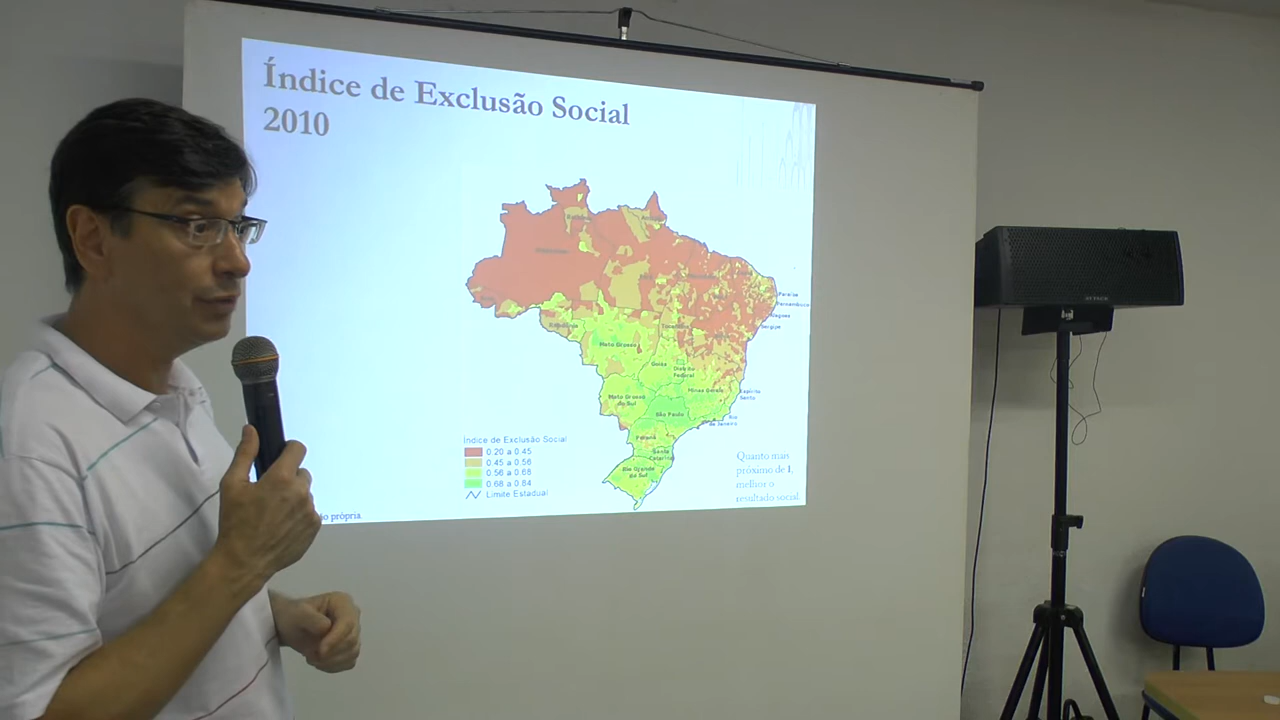 Índice de Exclusão Social
2010
Paraíba
Pernambuco
Alagoas
Sergipe
Rondônia
Tocantins
Mato Grosso
Goiás
Distrito
Federal
Mato Grosso
do Sul
Minas Gerais
Espírito
Santo
São Paulo
Rio
de Janeiro
Paraná
Santa
Catarina
Rio Grande
do Sul
Índice de Exclusão Social
0.20 a 0.45
0.45 a 0.56
0.56 a 0.68
0.68 a 0.84
Limite Estadual
Quanto mais
próximo de 1,
melhor o
resultado social
própria.
ATTACK